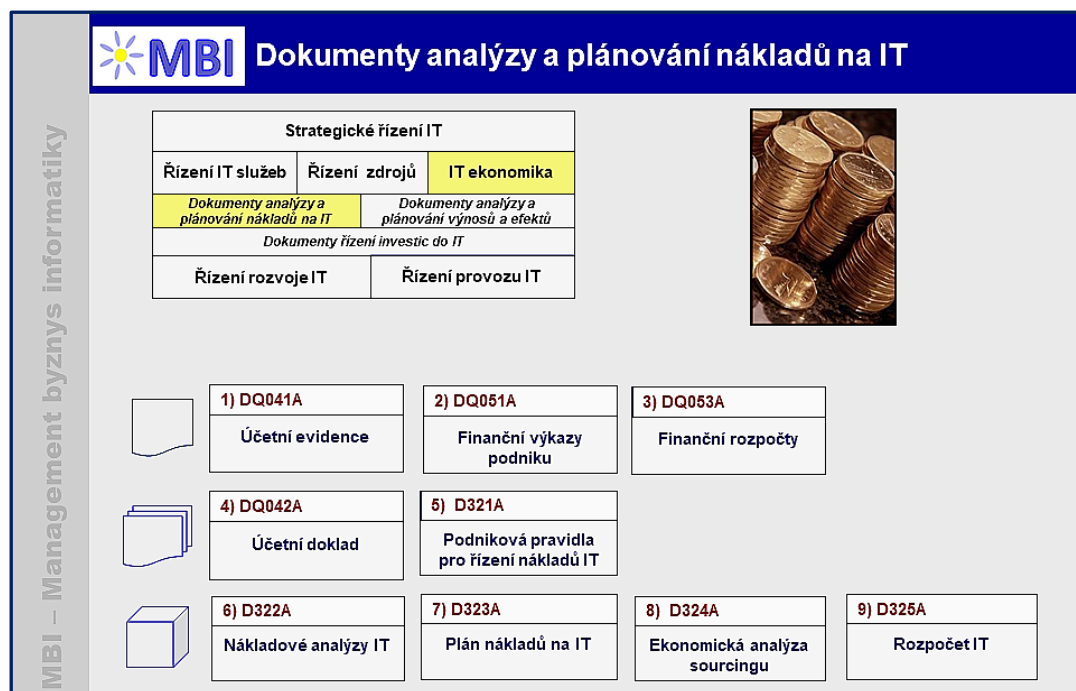 MBI
Dokumenty analýzy a plánování nákladů na IT
MBI – Management byznys informatiky
Strategické řízení IT
Řízení IT služeb
Řízení zdrojů
IT ekonomika
Dokumenty analýzy a
plánování nákladů na IT
Dokumenty analýzy a
plánování výnosů a efektů
Dokumenty řízení investic do IT
Řízení rozvoje IT
Řízení provozu IT
1) DQ041A
Účetní evidence
2) DQ051A
Finanční výkazy
podniku
3) DQ053A
Finanční rozpočty
4) DQ042A
Účetní doklad
5) D321A
Podniková pravidla
pro řízení nákladů IT
6) D322A
Nákladové analýzy IT
7) D323A
Plán nákladů na IT
8) D324A
Ekonomická analýza
sourcingu
9) D325A
Rozpočet IT